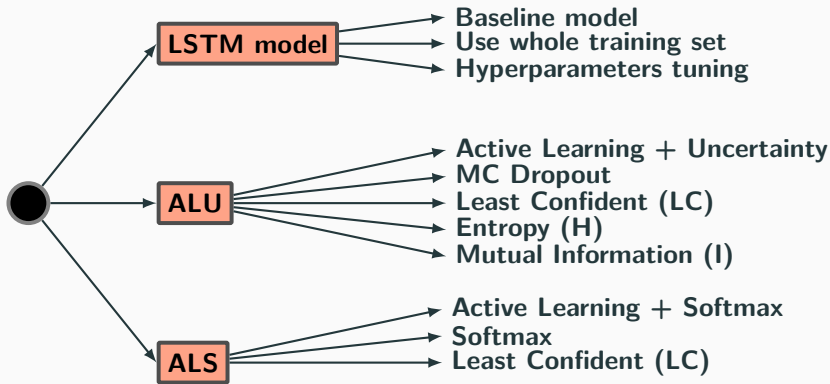 LSTM model
Baseline model
Use whole training set
Hyperparameters tuning
ALU
Active Learning + Uncertainty
MC Dropout
Least Confident (LC)
Entropy (H)
Mutual Information (I)
ALS
Active Learning + Softmax
Softmax
Least Confident (LC)